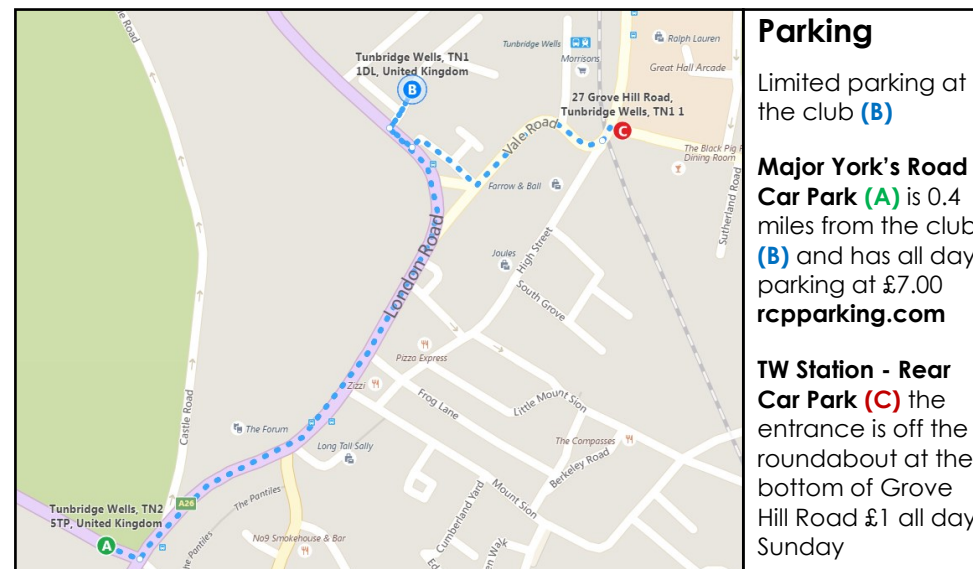 le Road
Tunbridge Wells
Morrisons
Ralph Lauren
Great Hall Arcade
Tunbridge Wells, TN1
1DL, United Kingdom
B
27 Grove Hill Road,
Tunbridge Wells, TN1 1
C
Vale Road
The Black Pig
Dining Room
Farrow & Ball
Sutherland Road
London Road
Joules
High Street
South Grove
Pizza Express
Zizzi
Frog Lane
Little Mount Sion
Castle Road
The Forum
Long Tall Sally
The Compasses
Berkeley Road
Tunbridge Wells, TN2
5TP, United Kingdom
A
A26
The Pantiles
he Pantiles
Cumberland Yard
Mount Sion
No9 Smokehouse & Bar
Parking
Limited parking at
the club (B)
Major York’s Road
Car Park (A) is 0.4
miles from the club
(B) and has all day
parking at £7.00
rcpparking.com
TW Station - Rear
Car Park (C) the
entrance is off the
roundabout at the
bottom of Grove
Hill Road £1 all day
Sunday